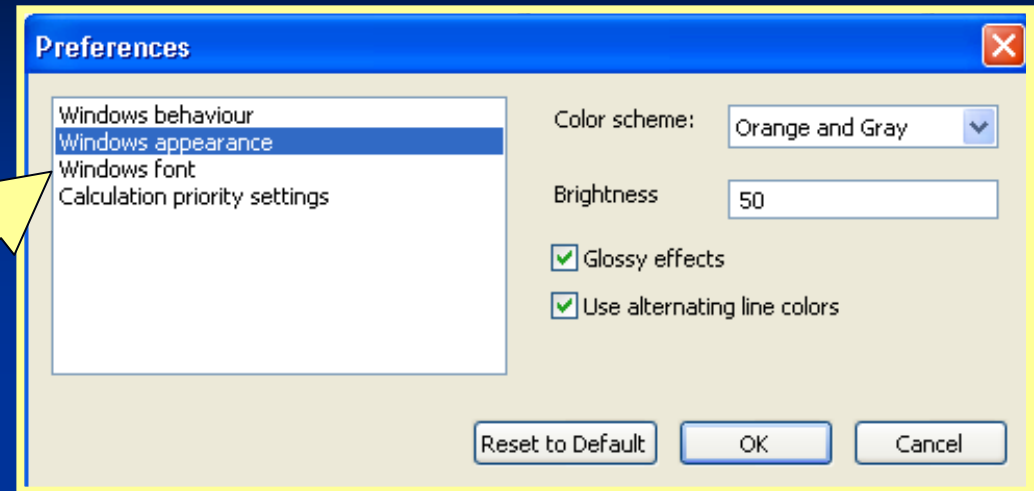 Preferences
Windows behaviour
Windows appearance
Windows font
Calculation priority settings
Color scheme:
Orange and Gray
Brightness
50
Glossy effects
Use alternating line colors
Reset to Default
OK
Cancel